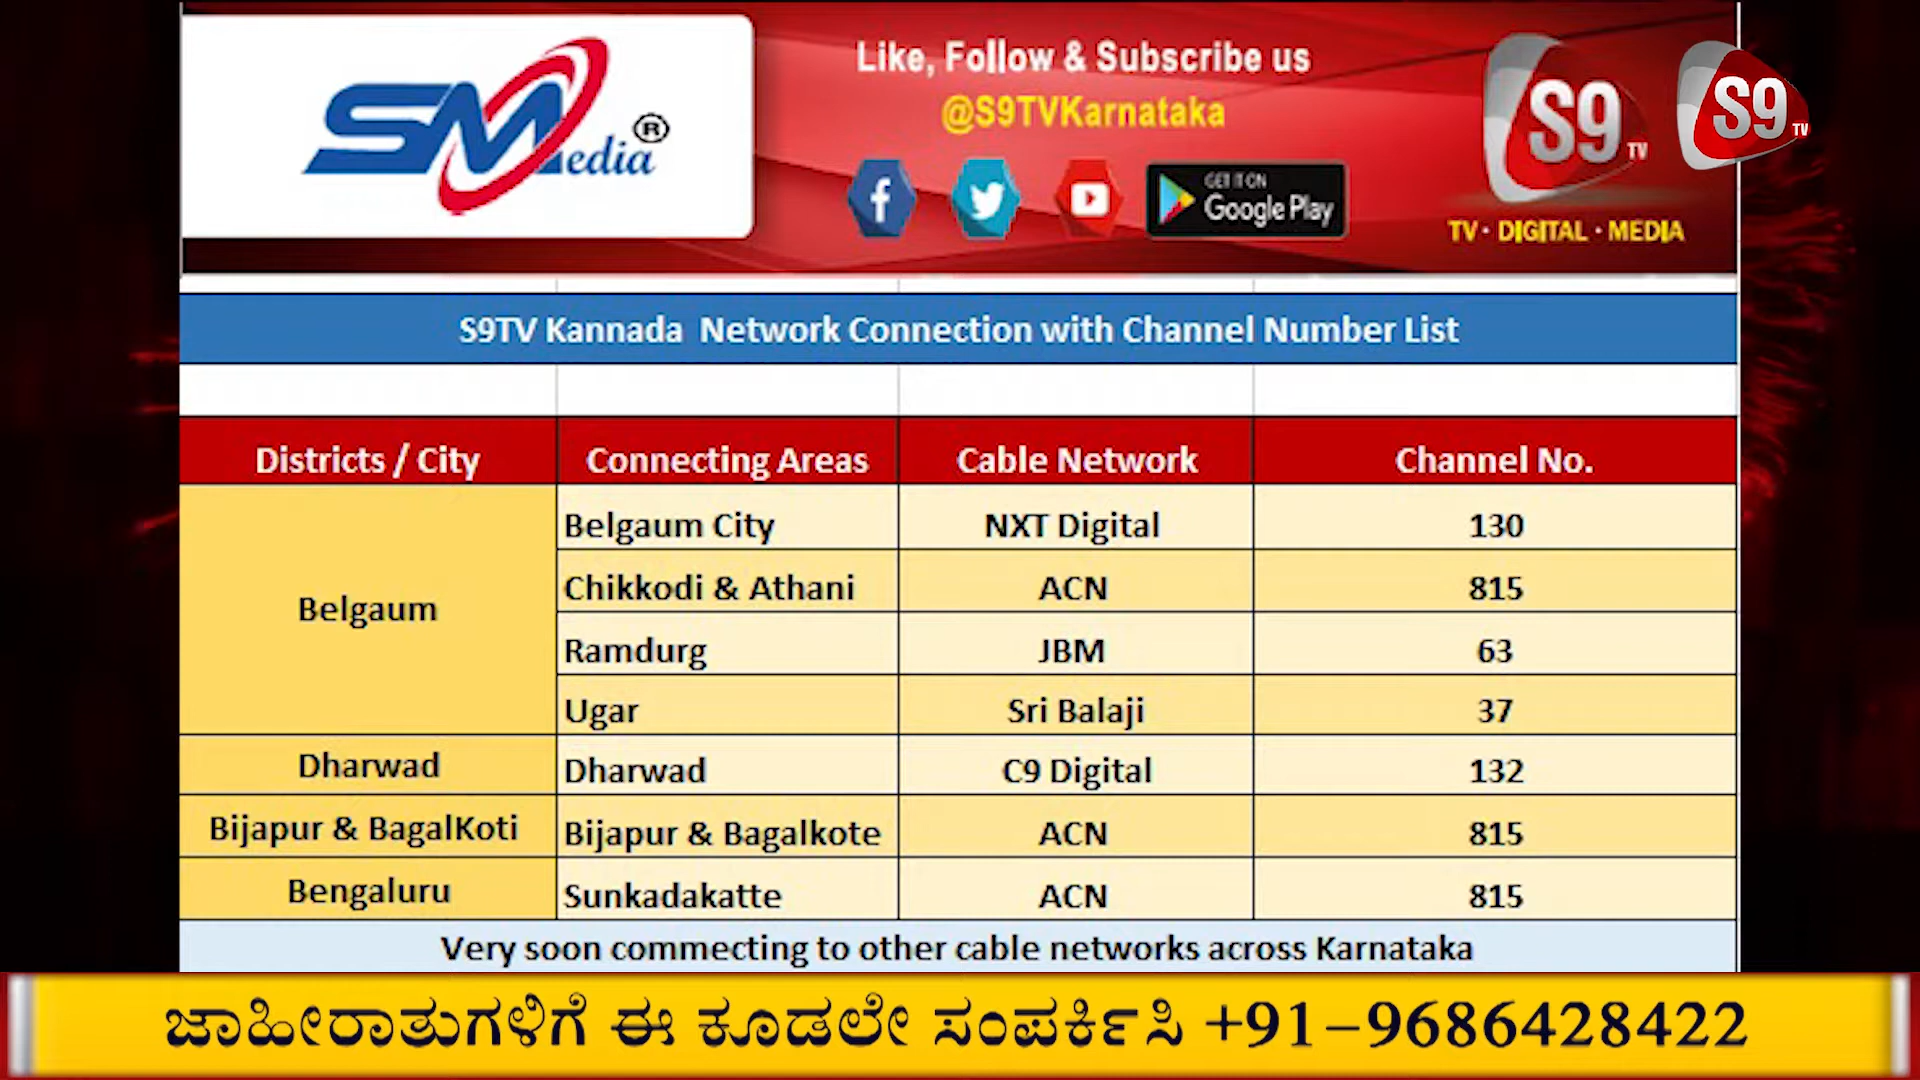 SMedia®
Like, Follow & Subscribe us
@S9TVKarnataka
GET IT ON
Google Play
S9 TV
TV · DIGITAL · MEDIA
S9 TV
S9TV Kannada Network Connection with Channel Number List
Districts / City Connecting Areas Cable Network Channel No.
Belgaum
Belgaum City NXT Digital 130
Chikkodi & Athani ACN 815
Ramdurg JBM 63
Ugar Sri Balaji 37
Dharwad Dharwad C9 Digital 132
Bijapur & BagalKoti Bijapur & Bagalkote ACN 815
Bengaluru Sunkadakatte ACN 815
Very soon commecting to other cable networks across Karnataka
ಜಾಹೀರಾತುಗಳಿಗೆ ಈ ಕೂಡಲೇ ಸಂಪರ್ಕಿಸಿ +91-9686428422